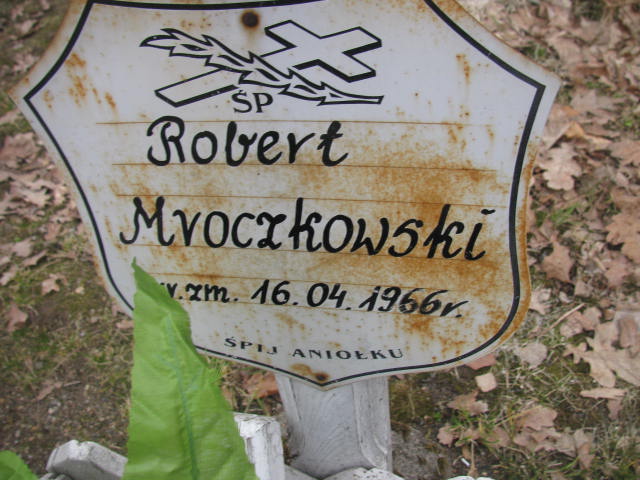 ŚP
Robert
Mroczkowski
zm. 16.04.1966r.
ŚPIJ ANIOŁKU